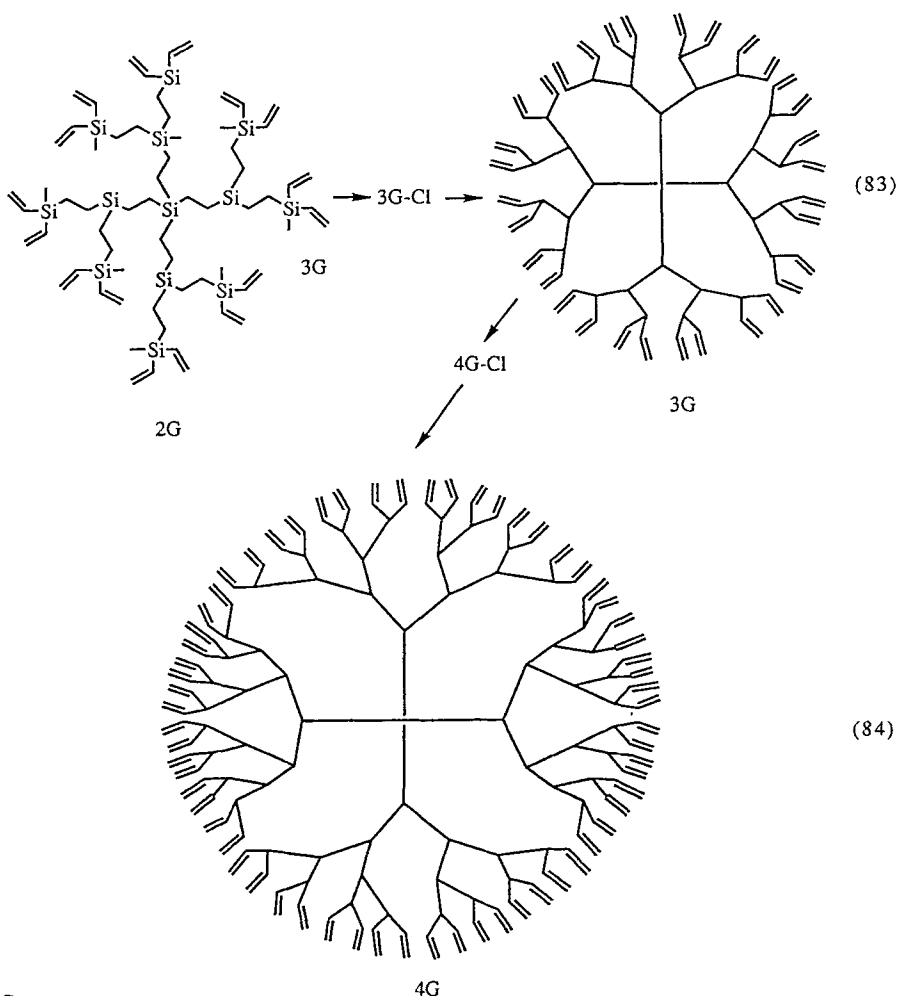 Si
Si Si
Si
(83)
Si Si 3G-Cl
Si Si Si
Si 3G
Si Si
Si
4G-Cl
3G
2G
(84)
4G